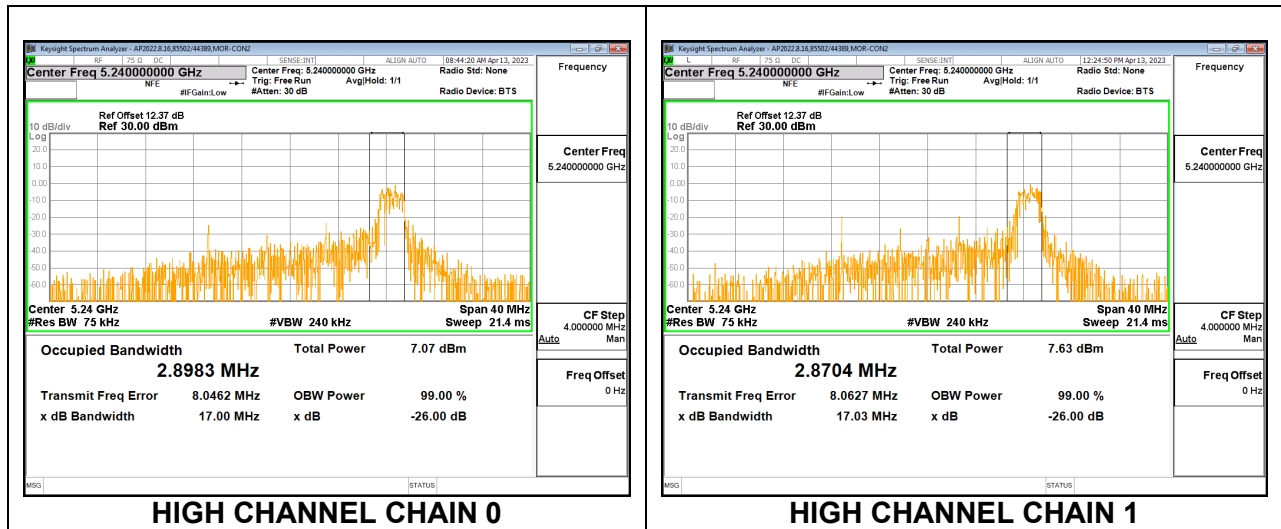 Keysight Spectrum Analyzer - AP2022.8.16,85502/44389,MOR-CON2
LXI RF 75 Ω DC SENSE:INT ALIGN AUTO 08:44:20 AM Apr 13, 2023
Center Freq 5.240000000 GHz
Center Freq: 5.240000000 GHz
Radio Std: None
NFE
Trig: Free Run Avg|Hold: 1/1
#IFGain:Low
#Atten: 30 dB
Radio Device: BTS
Ref Offset 12.37 dB
10 dB/div Ref 30.00 dBm
Log
20.0
10.0
0.00
-10.0
-20.0
-30.0
-40.0
-50.0
-60.0
Center 5.24 GHz Span 40 MHz
#Res BW 75 kHz #VBW 240 kHz Sweep 21.4 ms
Occupied Bandwidth Total Power 7.07 dBm
2.8983 MHz
Transmit Freq Error 8.0462 MHz OBW Power 99.00 %
x dB Bandwidth 17.00 MHz x dB -26.00 dB
MSG STATUS
Frequency
Center Freq
5.240000000 GHz
CF Step
4.000000 MHz
Auto Man
Freq Offset
0 Hz
HIGH CHANNEL CHAIN 0
Keysight Spectrum Analyzer - AP2022.8.16,85502/44389,MOR-CON2
LXI L RF 75 Ω DC SENSE:INT ALIGN AUTO 12:24:50 PM Apr 13, 2023
Center Freq 5.240000000 GHz
Center Freq: 5.240000000 GHz
Radio Std: None
NFE
Trig: Free Run Avg|Hold: 1/1
#IFGain:Low
#Atten: 30 dB
Radio Device: BTS
Ref Offset 12.37 dB
10 dB/div Ref 30.00 dBm
Log
20.0
10.0
0.00
-10.0
-20.0
-30.0
-40.0
-50.0
-60.0
Center 5.24 GHz Span 40 MHz
#Res BW 75 kHz #VBW 240 kHz Sweep 21.4 ms
Occupied Bandwidth Total Power 7.63 dBm
2.8704 MHz
Transmit Freq Error 8.0627 MHz OBW Power 99.00 %
x dB Bandwidth 17.03 MHz x dB -26.00 dB
MSG STATUS
Frequency
Center Freq
5.240000000 GHz
CF Step
4.000000 MHz
Auto Man
Freq Offset
0 Hz
HIGH CHANNEL CHAIN 1